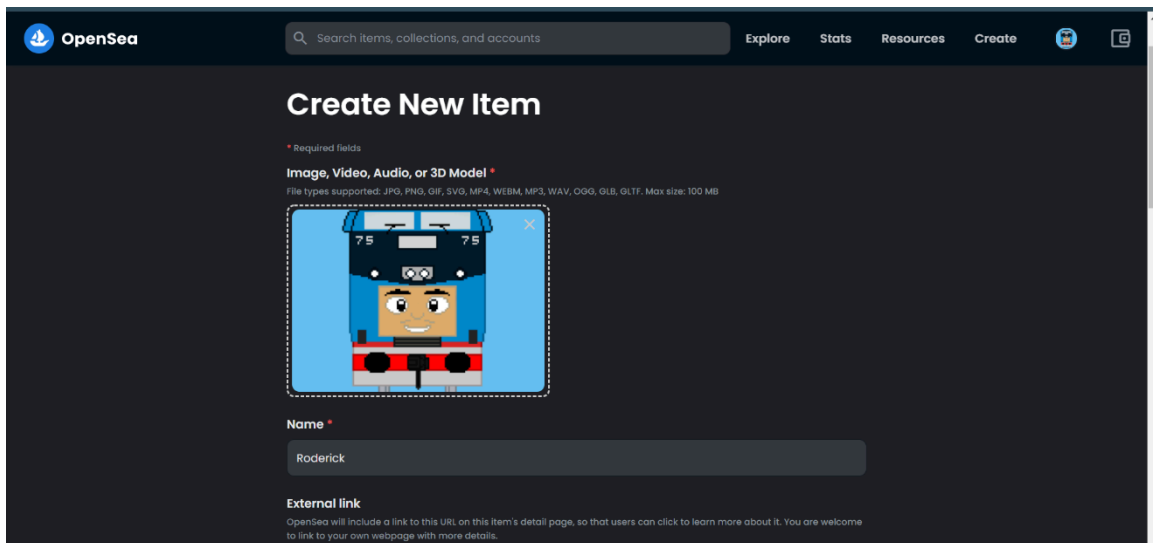 OpenSea
Search items, collections, and accounts
Explore
Stats
Resources
Create
Create New Item
* Required fields
Image, Video, Audio, or 3D Model *
File types supported: JPG, PNG, GIF, SVG, MP4, WEBM, MP3, WAV, OGG, GLB, GLTF. Max size: 100 MB
75 75
Name *
Roderick
External link
OpenSea will include a link to this URL on this item's detail page, so that users can click to learn more about it. You are welcome
to link to your own webpage with more details.